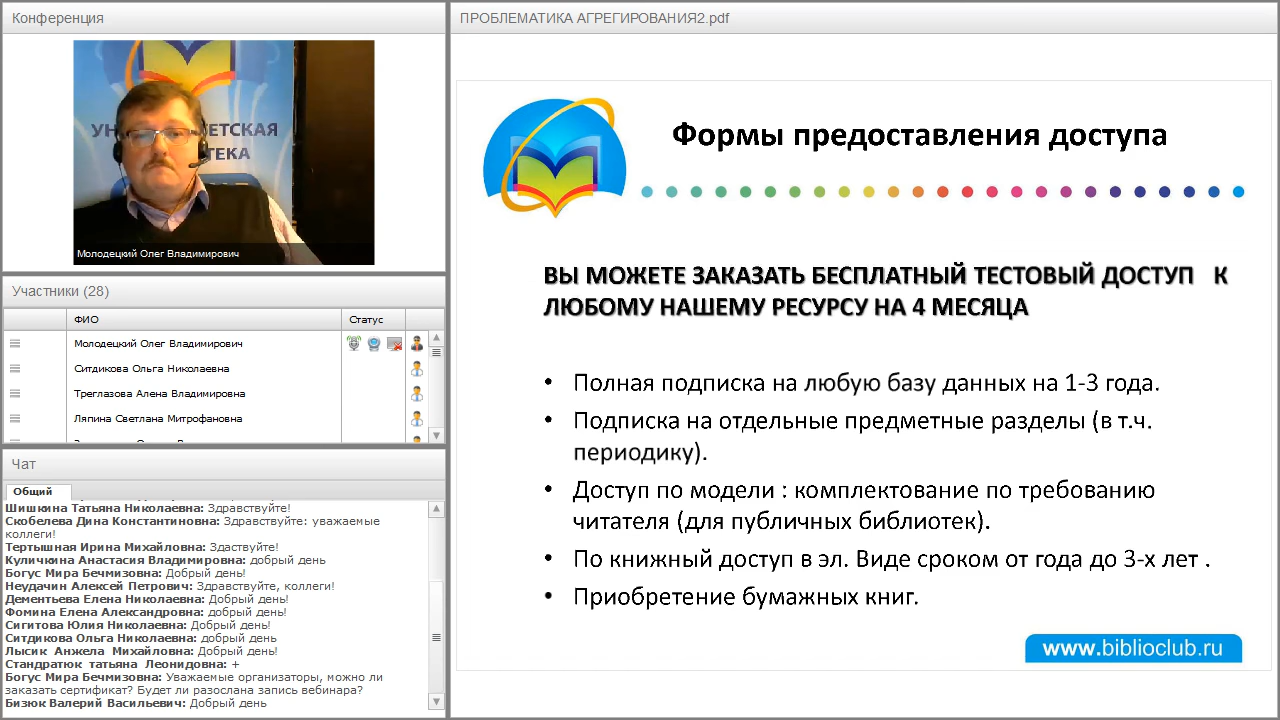 Конференция
УН ЕТСКАЯ
ТЕКА
Молодецкий Олег Владимирович
Участники (28)
ФИО Статус
Молодецкий Олег Владимирович
Ситдикова Ольга Николаевна
Треглазова Алена Владимировна
Ляпина Светлана Митрофановна
Чат
Общий
Шишкина Татьяна Николаевна: Здравствуйте!
Скобелева Дина Константиновна: Здравствуйте: уважаемые
коллеги!
Тертышная Ирина Михайловна: Здаствуйте!
Куличкина Анастасия Владимировна: добрый день
Богус Мира Бечмизовна: Добрый день!
Неудачин Алексей Петрович: Здравствуйте, коллеги!
Дементьева Елена Николаевна: Добрый день!
Фомина Елена Александровна: добрый день!
Сигитова Юлия Николаевна: Добрый день!
Ситдикова Ольга Николаевна: добрый день
Лысик Анжела Михайловна: Добрый день!
Стандратюк татьяна Леонидовна: +
Богус Мира Бечмизовна: Уважаемые организаторы, можно ли
заказать сертификат? Будет ли разослана запись вебинара?
Бизюк Валерий Васильевич: Добрый день
ПРОБЛЕМАТИКА АГРЕГИРОВАНИЯ2.pdf
Формы предоставления доступа
ВЫ МОЖЕТЕ ЗАКАЗАТЬ БЕСПЛАТНЫЙ ТЕСТОВЫЙ ДОСТУП К
ЛЮБОМУ НАШЕМУ РЕСУРСУ НА 4 МЕСЯЦА
• Полная подписка на любую базу данных на 1-3 года.
• Подписка на отдельные предметные разделы (в т.ч.
периодику).
• Доступ по модели : комплектование по требованию
читателя (для публичных библиотек).
• По книжный доступ в эл. Виде сроком от года до 3-х лет .
• Приобретение бумажных книг.
www.biblioclub.ru